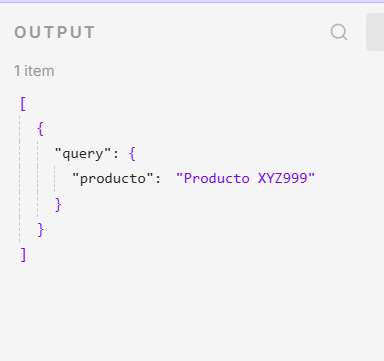 OUTPUT
1 item
[
{
"query": {
"producto": "Producto XYZ999"
}
}
]